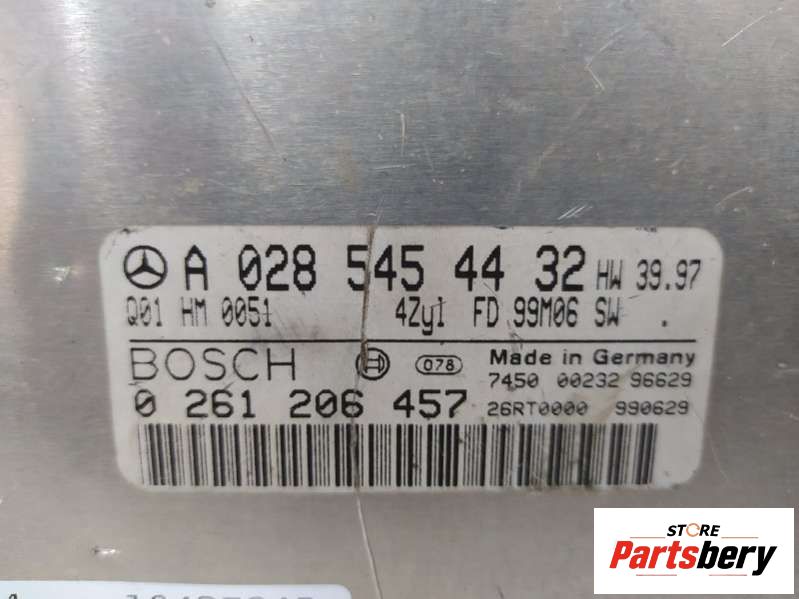 A 028 545 44 32 HW 39.97
Q01 HM 0051 4Zyl FD 99M06 SW .
BOSCH 078 Made in Germany
7450 00232 96629
0 261 206 457 26RT0000 990629
STORE
Partsbery